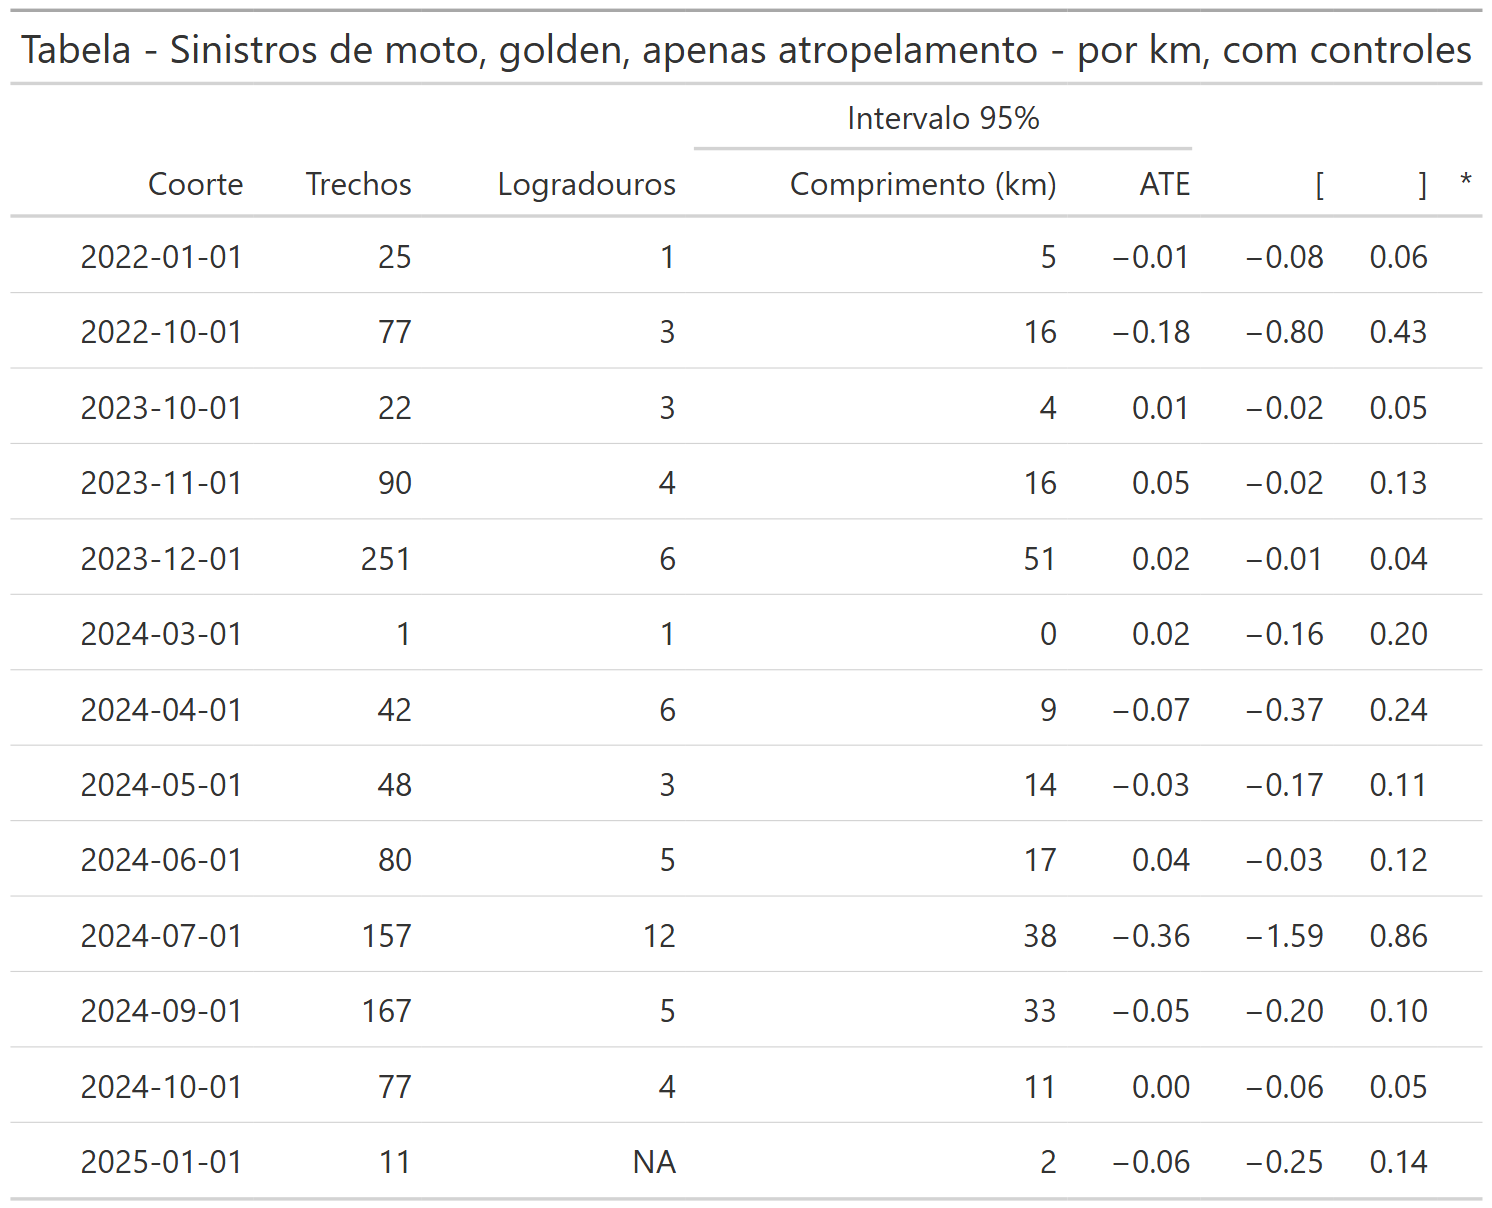 Tabela - Sinistros de moto, golden, apenas atropelamento - por km, com controles
Intervalo 95%
Coorte Trechos Logradouros Comprimento (km) ATE [ ] *
2022-01-01 25 1 5 −0.01 −0.08 0.06
2022-10-01 77 3 16 −0.18 −0.80 0.43
2023-10-01 22 3 4 0.01 −0.02 0.05
2023-11-01 90 4 16 0.05 −0.02 0.13
2023-12-01 251 6 51 0.02 −0.01 0.04
2024-03-01 1 1 0 0.02 −0.16 0.20
2024-04-01 42 6 9 −0.07 −0.37 0.24
2024-05-01 48 3 14 −0.03 −0.17 0.11
2024-06-01 80 5 17 0.04 −0.03 0.12
2024-07-01 157 12 38 −0.36 −1.59 0.86
2024-09-01 167 5 33 −0.05 −0.20 0.10
2024-10-01 77 4 11 0.00 −0.06 0.05
2025-01-01 11 NA 2 −0.06 −0.25 0.14